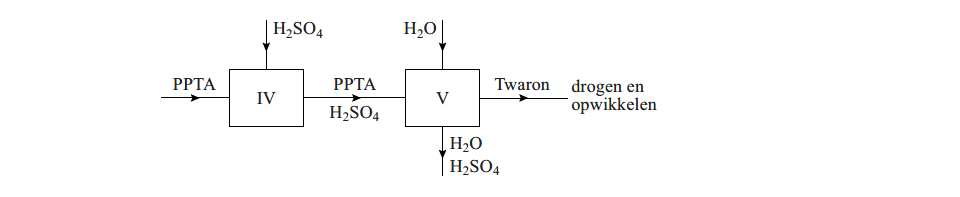 H₂SO₄
H₂O
PPTA
IV
PPTA
H₂SO₄
V
Twaron
drogen en
opwikkelen
H₂O
H₂SO₄